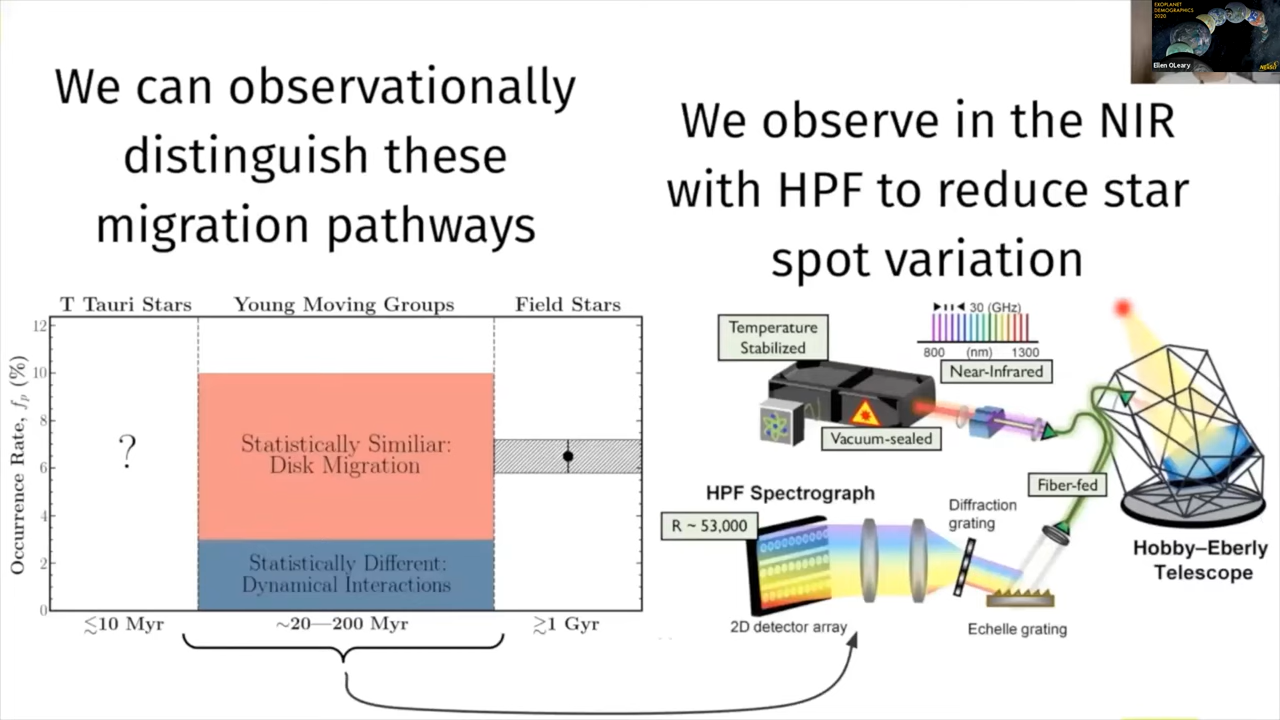 We can observationally
distinguish these
migration pathways
We observe in the NIR
with HPF to reduce star
spot variation
EXOPLANET
DEMOGRAPHICS
2020
Ellen OLeary
T Tauri Stars
Young Moving Groups
Field Stars
Occurrence Rate, fₚ (%)
12
10
8
6
4
2
0
?
Statistically Similiar:
Disk Migration
Statistically Different:
Dynamical Interactions
≲10 Myr
~20—200 Myr
≳1 Gyr
Temperature
Stabilized
30 (GHz)
800 (nm) 1300
Near-Infrared
Vacuum-sealed
Fiber-fed
HPF Spectrograph
R ~ 53,000
Diffraction
grating
2D detector array
Echelle grating
Hobby–Eberly
Telescope